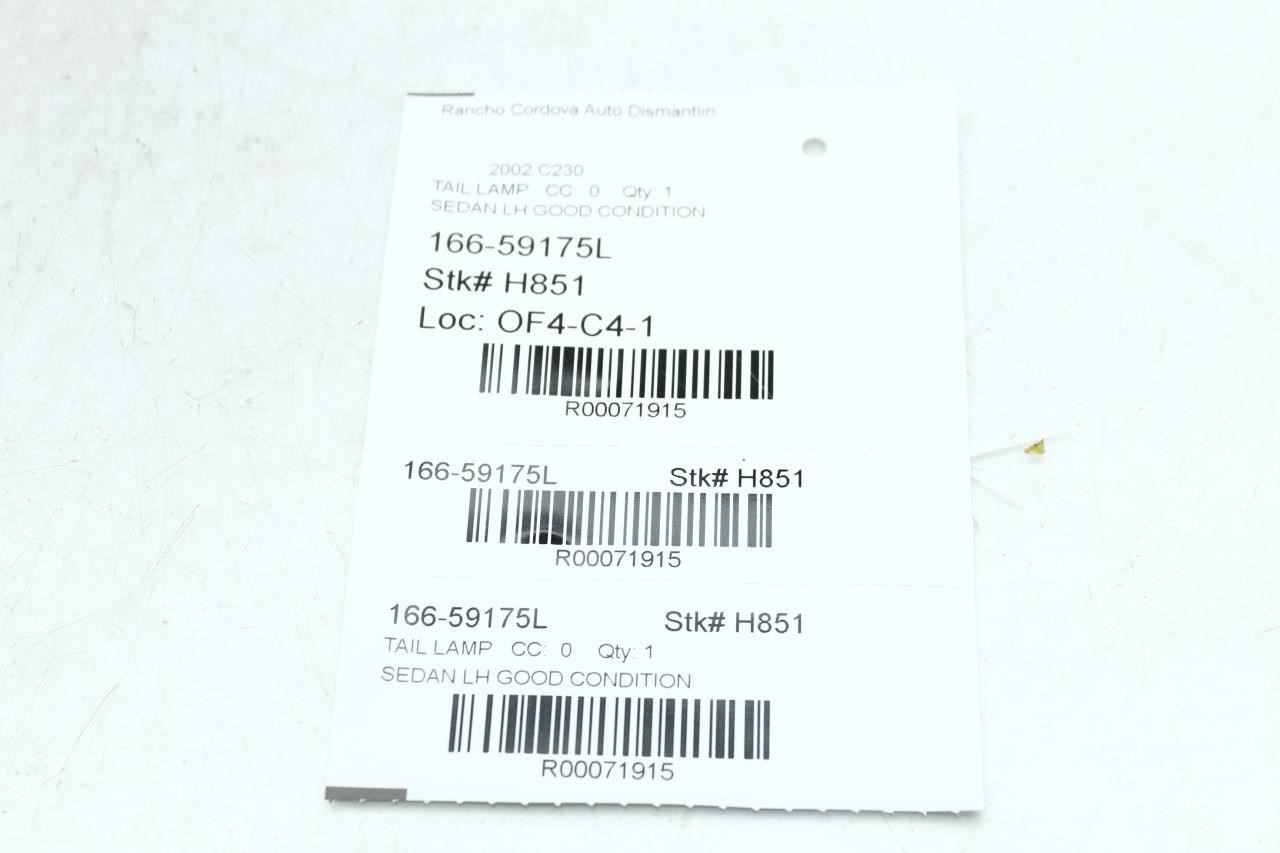 Rancho Cordova Auto Dismantlin
2002 C230
TAIL LAMP CC: 0 Qty: 1
SEDAN LH GOOD CONDITION
166-59175L
Stk# H851
Loc: OF4-C4-1
R00071915
166-59175L Stk# H851
R00071915
166-59175L Stk# H851
TAIL LAMP CC: 0 Qty: 1
SEDAN LH GOOD CONDITION
R00071915